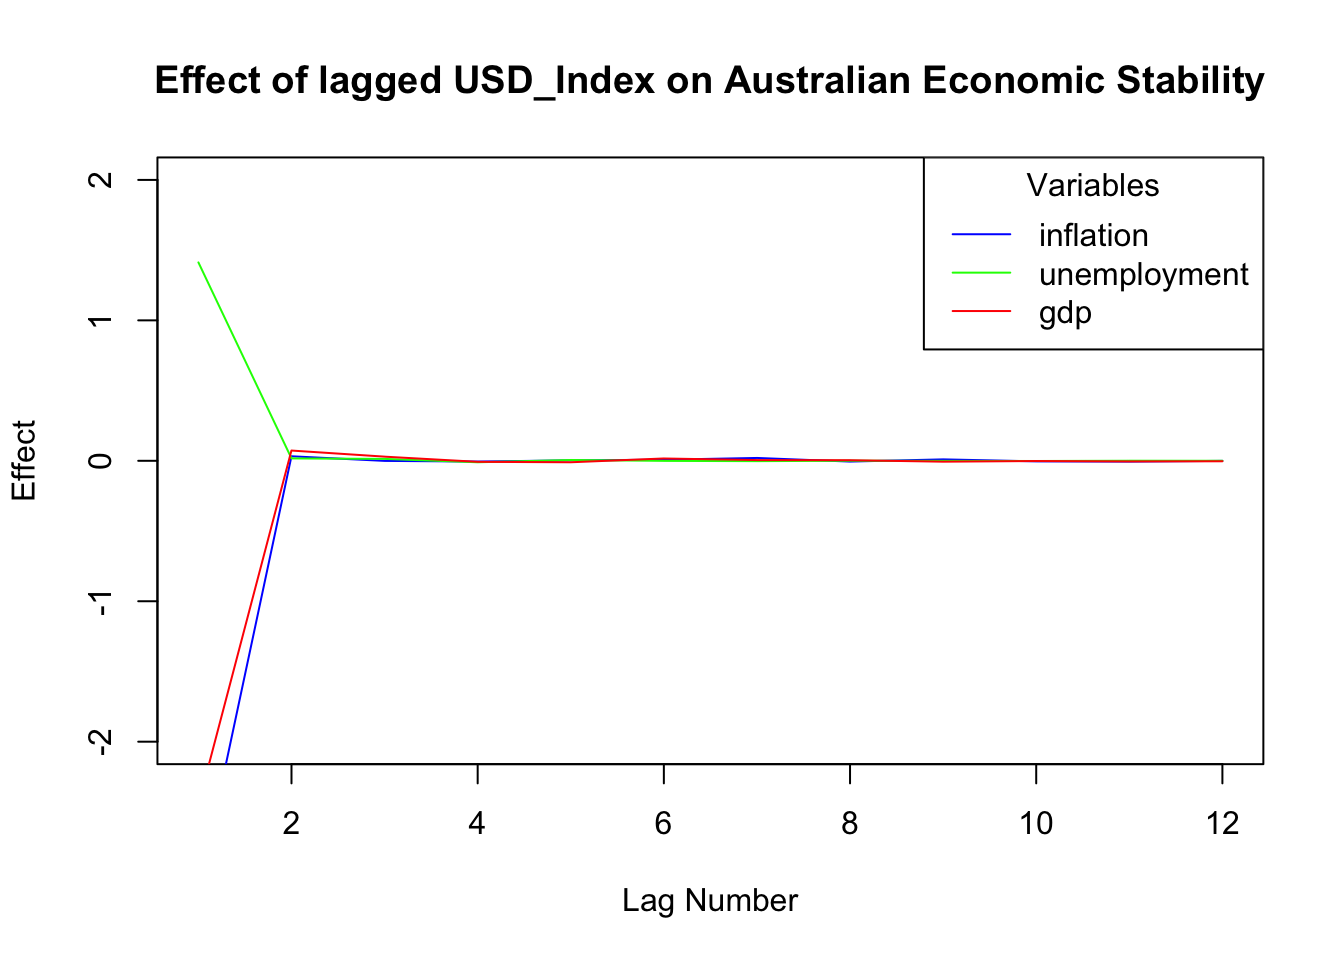 Effect of lagged USD_Index on Australian Economic Stability
Variables
inflation
unemployment
gdp
2
1
0
-1
-2
Effect
2 4 6 8 10 12
Lag Number